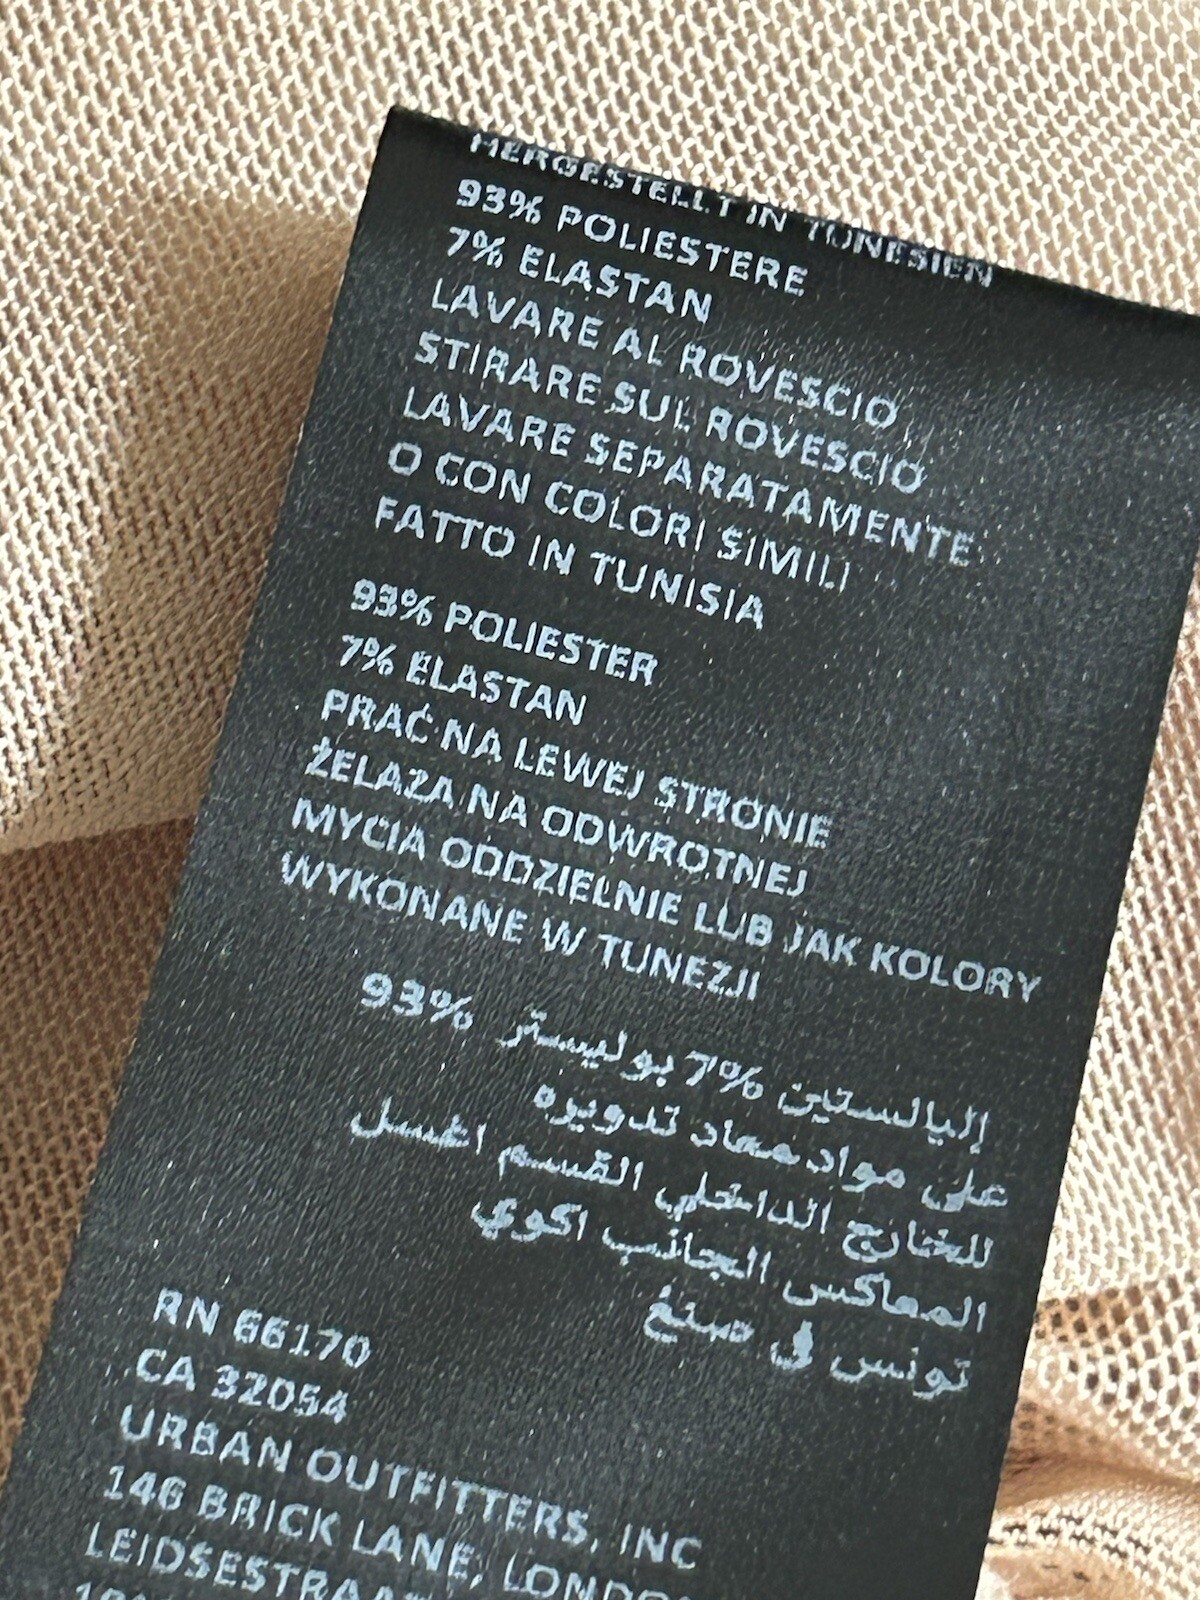 HERGESTELLT IN TUNESIEN
93% POLIESTERE
7% ELASTAN
LAVARE AL ROVESCIO
STIRARE SUL ROVESCIO
LAVARE SEPARATAMENTE
O CON COLORI SIMILI
FATTO IN TUNISIA
93% POLIESTER
7% ELASTAN
PRAĆ NA LEWEJ STRONIE
ŻELAZA NA ODWROTNEJ
MYCIA ODDZIELNIE LUB JAK KOLORY
WYKONANE W TUNEZJI
إليالستين %7 بوليستر %93
على مواد معاد تدويره
للخارج الداخلي القسم اغسل
المعاكس الجانب اكوي
تونس في صنع
RN 66170
CA 32054
URBAN OUTFITTERS, INC
146 BRICK LANE, LONDON